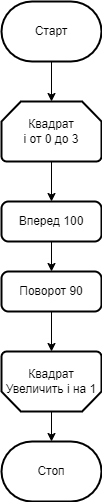 Старт
Квадрат
i от 0 до 3
Вперед 100
Поворот 90
Квадрат
Увеличить i на 1
Стоп